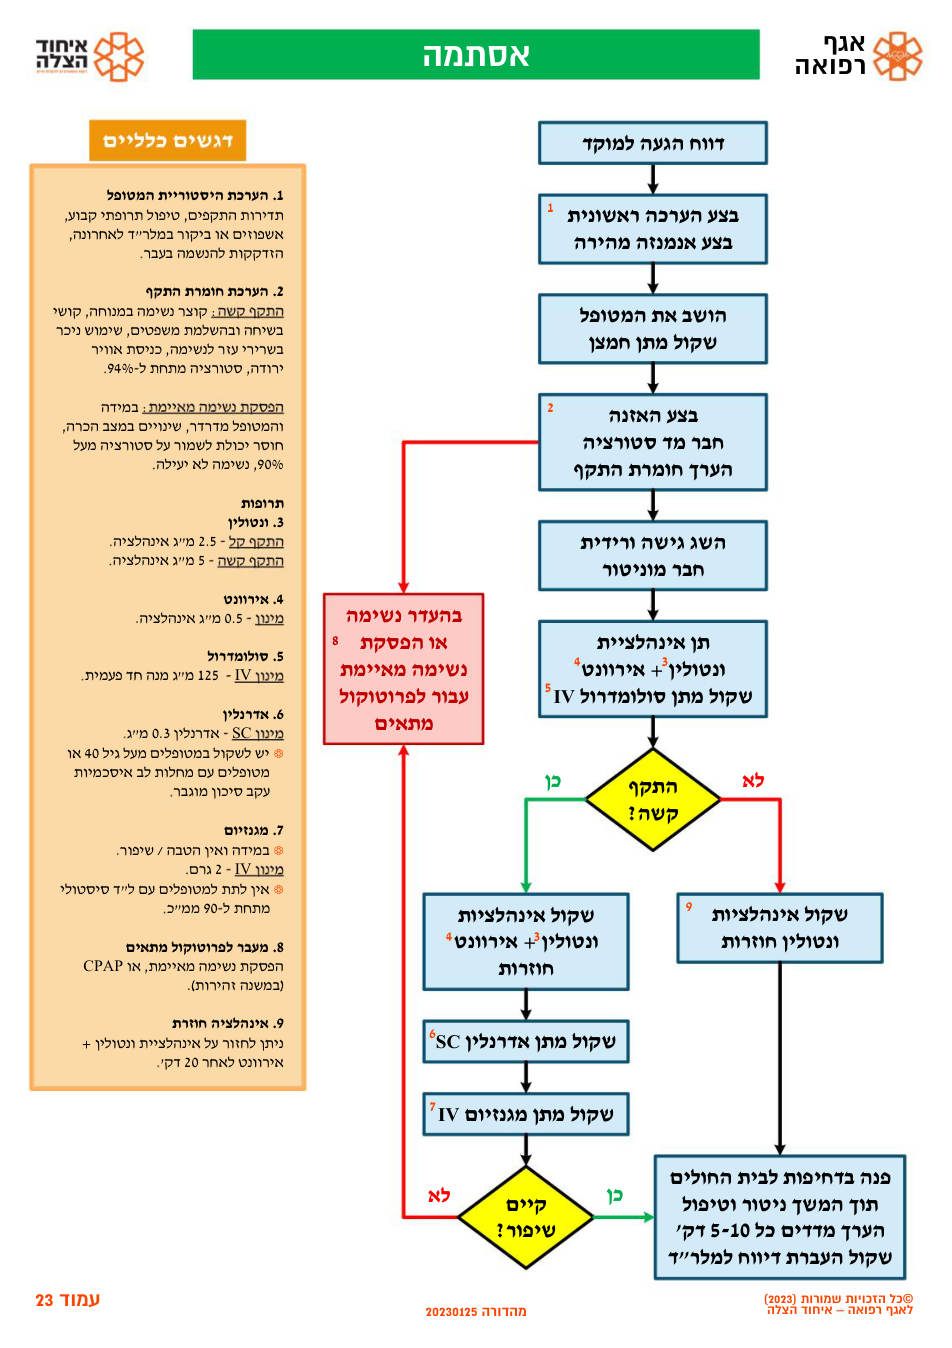 אגף
רפואה
אסתמה
איחוד
הצלה
דווח הגעה למוקד
בצע הערכה ראשונית 1
בצע אנמנזה מהירה
הושב את המטופל
שקול מתן חמצן
בצע האזנה 2
חבר מד סטורציה
הערך חומרת התקף
השג גישה ורידית
חבר מוניטור
תן אינהלציית
ונטולין3 + אירוונט4
שקול מתן סולומדרול IV 5
התקף
קשה?
לא
כן
שקול אינהלציות 9
ונטולין חוזרות
שקול אינהלציות
ונטולין3 + אירוונט4
חוזרות
שקול מתן אדרנלין SC 6
שקול מתן מגנזיום IV 7
קיים
שיפור?
כן
לא
פנה בדחיפות לבית החולים
תוך המשך ניטור וטיפול
הערך מדדים כל 5-10 דק'
שקול העברת דיווח למלר"ד
בהעדר נשימה
או הפסקת 8
נשימה מאיימת
עבור לפרוטוקול
מתאים
דגשים כלליים
1. הערכת היסטוריית המטופל
תדירות התקפים, טיפול תרופתי קבוע,
אשפוזים או ביקור במלר"ד לאחרונה,
הזדקקות להנשמה בעבר.
2. הערכת חומרת התקף
התקף קשה: קוצר נשימה במנוחה, קושי
בשיחה ובהשלמת משפטים, שימוש ניכר
בשרירי עזר לנשימה, כניסת אוויר
ירודה, סטורציה מתחת ל-94%.
הפסקת נשימה מאיימת: במידה
והמטופל מדרדר, שינויים במצב הכרה,
חוסר יכולת לשמור על סטורציה מעל
90%, נשימה לא יעילה.
תרופות
3. ונטולין
התקף קל - 2.5 מ"ג אינהלציה.
התקף קשה - 5 מ"ג אינהלציה.
4. אירוונט
מינון - 0.5 מ"ג אינהלציה.
5. סולומדרול
מינון IV - 125 מ"ג מנה חד פעמית.
6. אדרנלין
מינון SC - אדרנלין 0.3 מ"ג.
יש לשקול במטופלים מעל גיל 40 או
מטופלים עם מחלות לב איסכמיות
עקב סיכון מוגבר.
7. מגנזיום
במידה ואין הטבה / שיפור.
מינון IV - 2 גרם.
אין לתת למטופלים עם ל"ד סיסטולי
מתחת ל-90 ממ"כ.
8. מעבר לפרוטוקול מתאים
הפסקת נשימה מאיימת, או CPAP
(במשנה זהירות).
9. אינהלציה חוזרת
ניתן לחזור על אינהלציית ונטולין +
אירוונט לאחר 20 דק'.
©כל הזכויות שמורות (2023)
לאגף רפואה – איחוד הצלה
מהדורה 20230125
עמוד 23